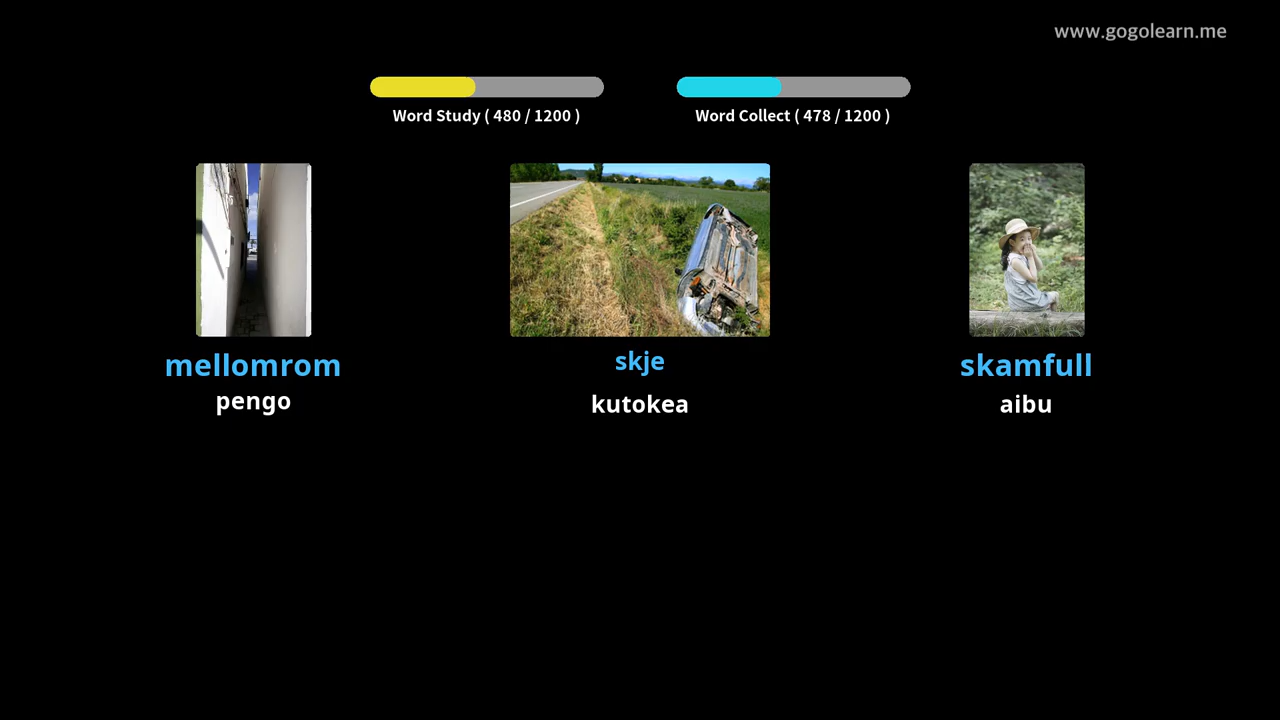 www.gogolearn.me
Word Study ( 480 / 1200 )
Word Collect ( 478 / 1200 )
mellomrom
pengo
skje
kutokea
skamfull
aibu